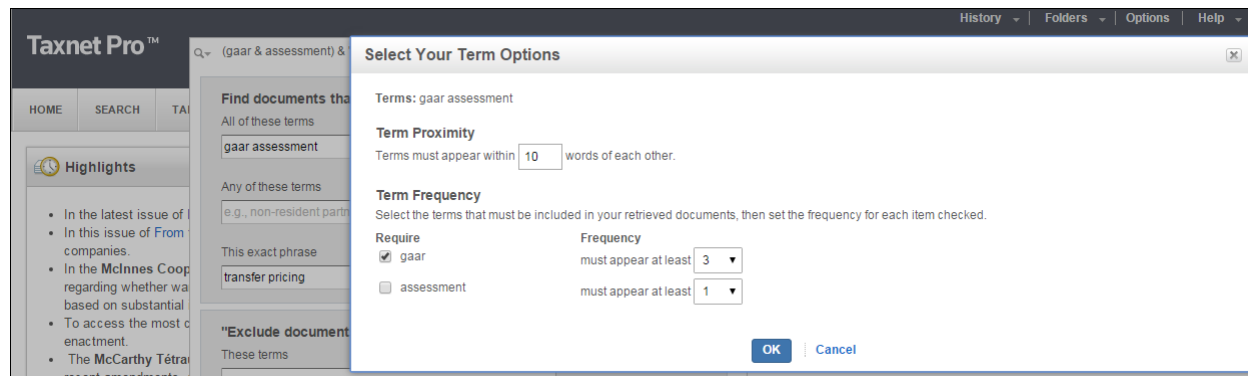 History Folders Options Help
Taxnet Pro™
(gaar & assessment) &
Select Your Term Options
HOME SEARCH
Find documents
All of these terms
gaar assessment
Terms: gaar assessment
Term Proximity
Terms must appear within 10 words of each other.
Highlights
Any of these terms
e.g., non-resident
Term Frequency
Select the terms that must be included in your retrieved documents, then set the frequency for each item checked.
Require Frequency
gaar must appear at least 3
assessment must appear at least 1
This exact phrase
transfer pricing
In the latest issue of
In this issue of From
companies.
In the McInnes
regarding whether
based on substantial
To access the most
enactment.
The McCarthy
"Exclude
These terms
OK Cancel